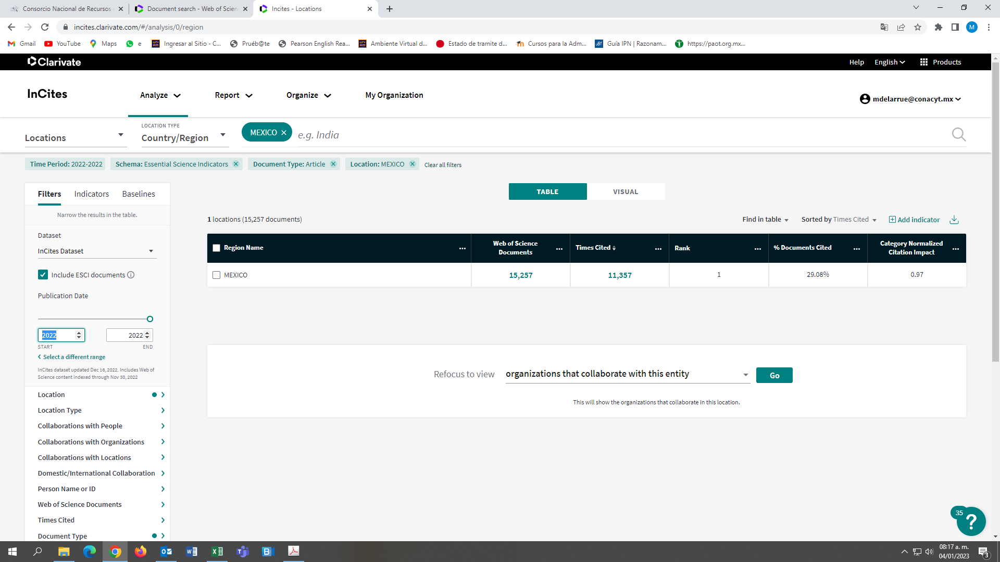 Consorcio Nacional de Recursos
Document search - Web of Scien
Incites - Locations
incites.clarivate.com/#/analysis/0/region
M
Gmail
YouTube
Maps
e
Ingresar al Sitio - C...
Pruéb@te
Pearson English Rea...
Ambiente Virtual d...
Estado de tramite d...
Cursos para la Adm...
Guía IPN | Razonam...
https://paot.org.mx...
Clarivate
Help
English
Products
InCites
Analyze
Report
Organize
My Organization
mdelarrue@conacyt.mx
Locations
LOCATION TYPE
Country/Region
MEXICO
e.g. India
Time Period: 2022-2022
Schema: Essential Science Indicators
Document Type: Article
Location: MEXICO
Clear all filters
Filters
Indicators
Baselines
Narrow the results in the table.
Dataset
InCites Dataset
Include ESCI documents
Publication Date
2022
2022
START
END
Select a different range
InCites dataset updated Dec 16, 2022. Includes Web of
Science content indexed through Nov 30, 2022
Location
Location Type
Collaborations with People
Collaborations with Organizations
Collaborations with Locations
Domestic/International Collaboration
Person Name or ID
Web of Science Documents
Times Cited
Document Type
TABLE
VISUAL
1 locations (15,257 documents)
Find in table
Sorted by Times Cited
Add indicator
Region Name
Web of Science
Documents
Times Cited
Rank
% Documents Cited
Category Normalized
Citation Impact
MEXICO
15,257
11,357
1
29.08%
0.97
Refocus to view
organizations that collaborate with this entity
Go
This will show the organizations that collaborate in this location.
35
?
08:17 a. m.
04/01/2023
3